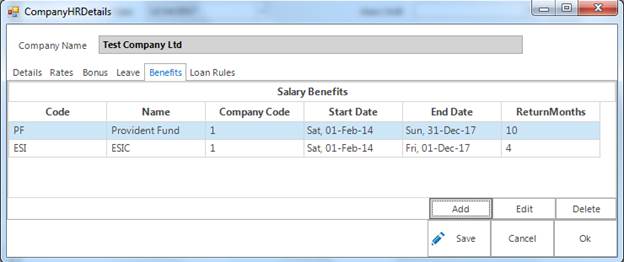 CompanyHRDetails
Company Name Test Company Ltd
Details Rates Bonus Leave Benefits Loan Rules
Salary Benefits
Code Name Company Code Start Date End Date ReturnMonths
PF Provident Fund 1 Sat, 01-Feb-14 Sun, 31-Dec-17 10
ESI ESIC 1 Sat, 01-Feb-14 Fri, 01-Dec-17 4
Add Edit Delete
Save Cancel Ok